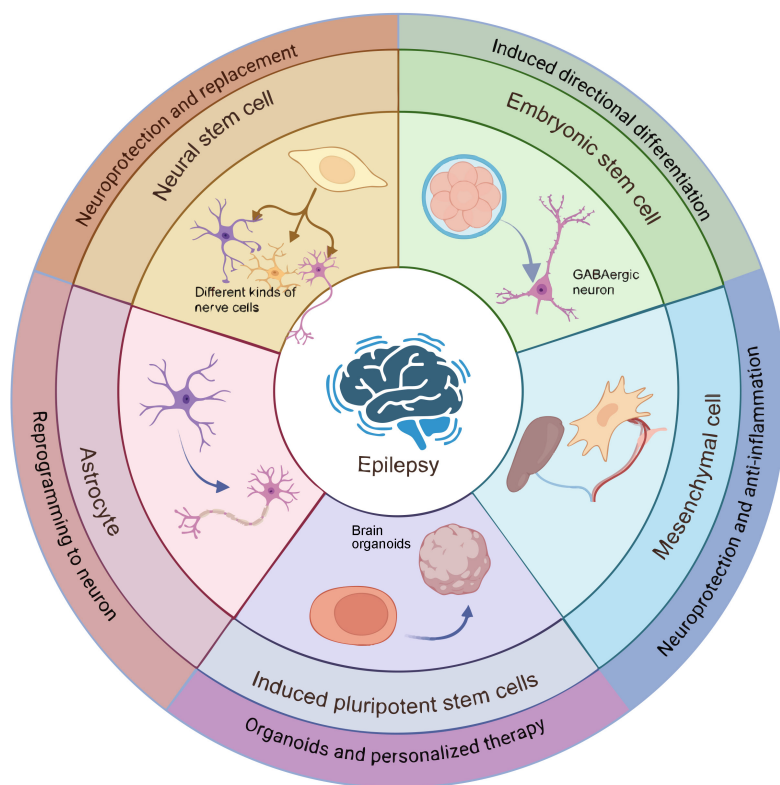 Neuroprotection and replacement
Neural stem cell
Different kinds of
nerve cells
Induced directional differentiation
Embryonic stem cell
GABAergic
neuron
Neuroprotection and anti-inflammation
Mesenchymal cell
Organoids and personalized therapy
Induced pluripotent stem cells
Brain
organoids
Reprogramming to neuron
Astrocyte
Epilepsy